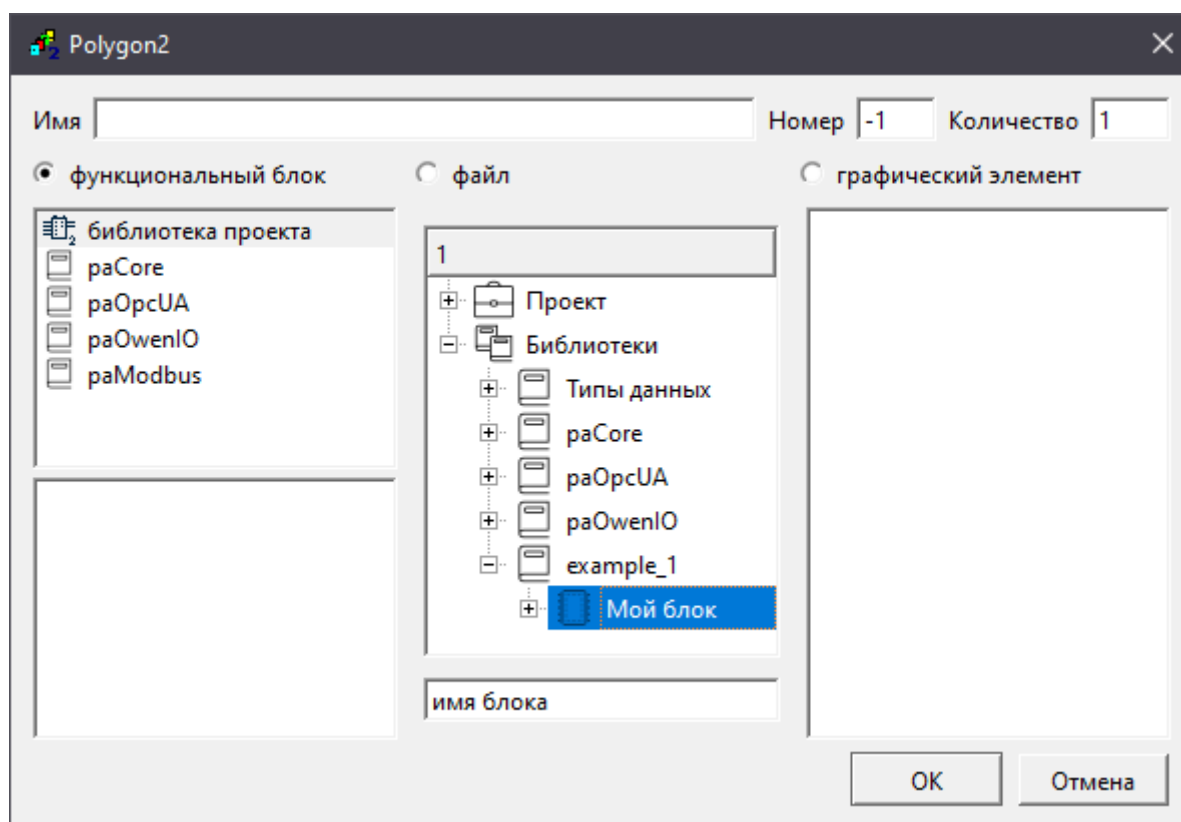 Polygon2
Имя Номер -1 Количество 1
функциональный блок файл графический элемент
библиотека проекта
paCore
paOpcUA
paOwenIO
paModbus
1
Проект
Библиотеки
Типы данных
paCore
paOpcUA
paOwenIO
example_1
Мой блок
имя блока
OK Отмена